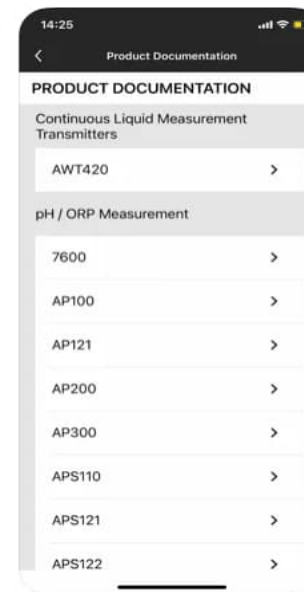 14:25
Product Documentation
PRODUCT DOCUMENTATION
Continuous Liquid Measurement
Transmitters
AWT420
pH / ORP Measurement
7600
AP100
AP121
AP200
AP300
APS110
APS121
APS122